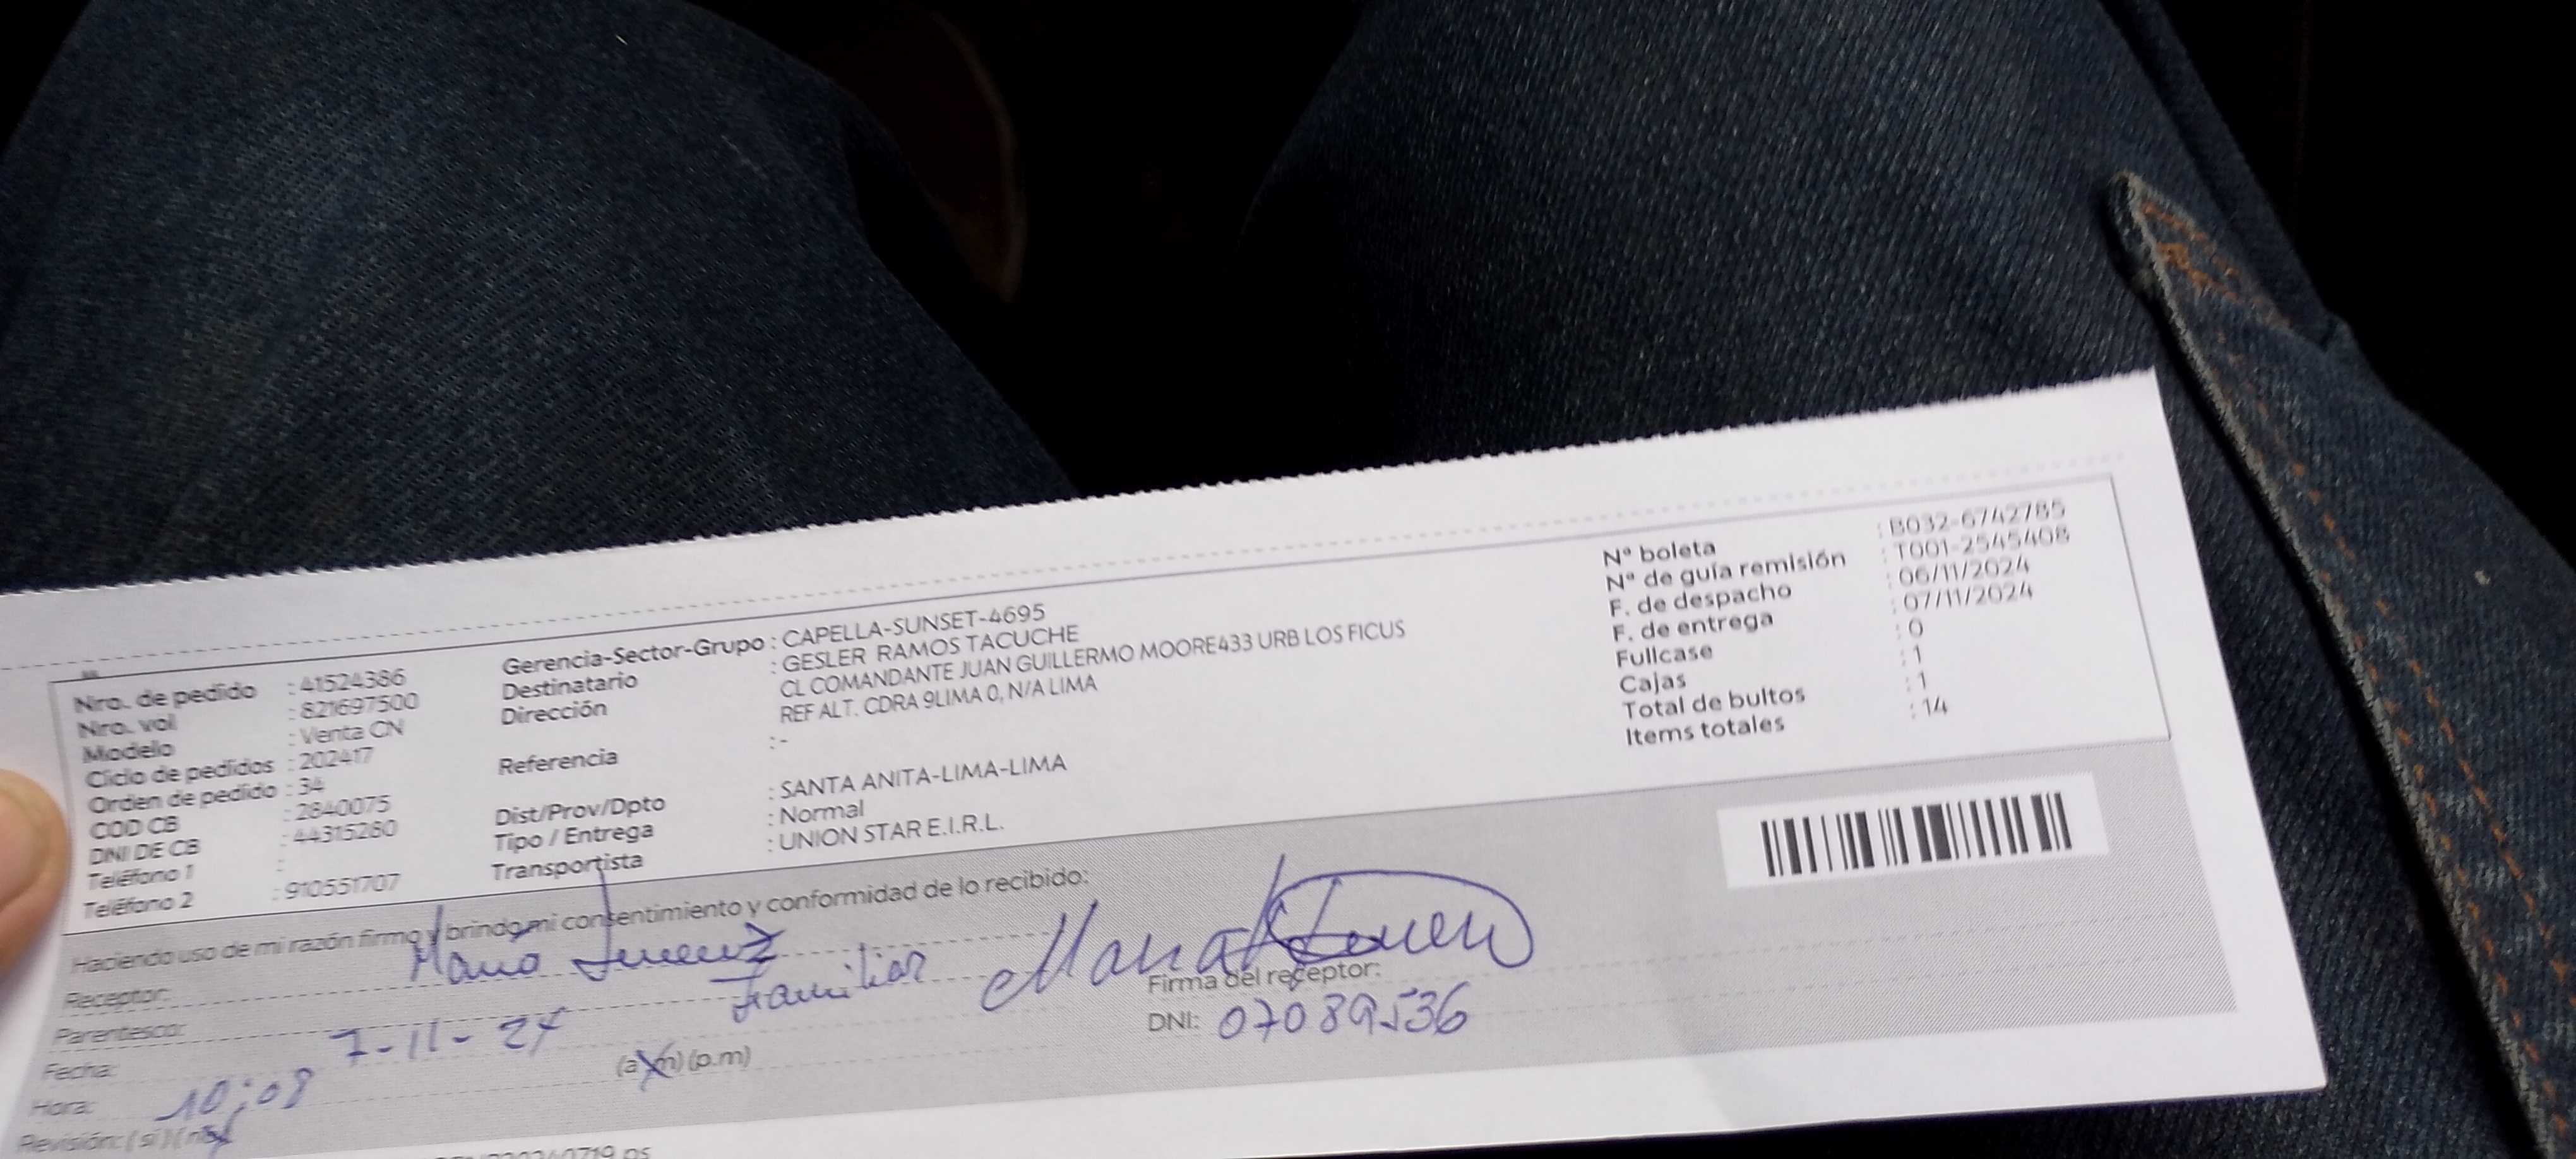 Nro. de pedido : 41524386
Nro. vol : 821697500
Modelo : Venta CN
Ciclo de pedidos : 202417
Orden de pedido : 34
COD CB : 2840075
DNI DE CB : 44315280
Teléfono 1 :
Teléfono 2 : 910551707
Gerencia-Sector-Grupo : CAPELLA-SUNSET-4695
Destinatario : GESLER RAMOS TACUCHE
Dirección CL COMANDANTE JUAN GUILLERMO MOORE433 URB LOS FICUS
REF ALT. CDRA 9LIMA 0, N/A LIMA
Referencia : -
Dist/Prov/Dpto : SANTA ANITA-LIMA-LIMA
Tipo / Entrega : Normal
Transportista : UNION STAR E.I.R.L.
N° boleta : B032-6742785
N° de guía remisión : T001-2545408
F. de despacho : 06/11/2024
F. de entrega : 07/11/2024
Fullcase : 0
Cajas : 1
Total de bultos : 1
Items totales : 14
Haciendo uso de mi razón firmo y brindo mi consentimiento y conformidad de lo recibido:
Receptor:
Parentesco: Familiar
Fecha: 7-11-24
Hora: 10:08 (a.m) (p.m)
Revisión: ( si ) ( no )
Firma del receptor:
DNI: 07089536